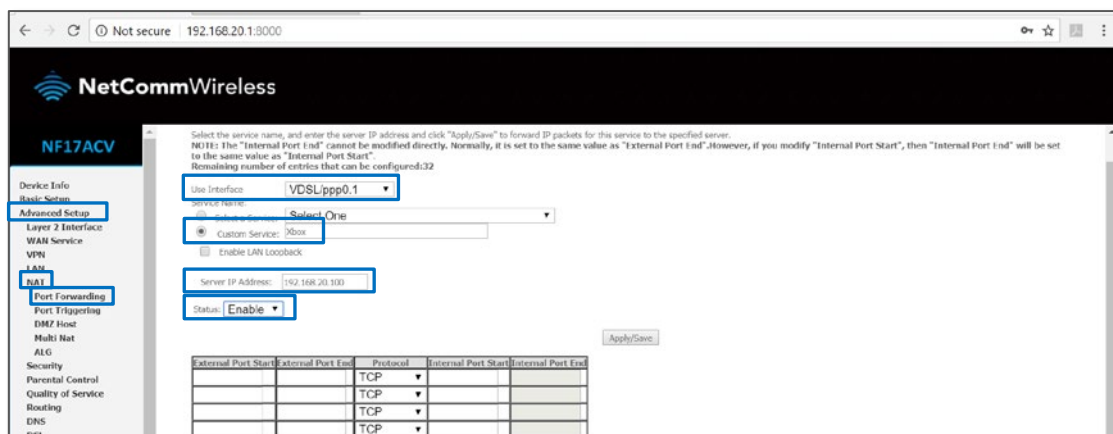 Not secure 192.168.20.1:8000
NetCommWireless
NF17ACV
Device Info
Basic Setup
Advanced Setup
Layer 2 Interface
WAN Service
VPN
LAN
NAT
Port Forwarding
Port Triggering
DMZ Host
Multi Nat
ALG
Security
Parental Control
Quality of Service
Routing
DNS
DSL
Select the service name, and enter the server IP address and click "Apply/Save" to forward IP packets for this service to the specified server.
NOTE: The "Internal Port End" cannot be modified directly. Normally, it is set to the same value as "External Port End".However, if you modify "Internal Port Start", then "Internal Port End" will be set
to the same value as "Internal Port Start".
Remaining number of entries that can be configured:32
Use Interface VDSL/ppp0.1
Service Name:
Select a Service: Select One
Custom Service: Xbox
Enable LAN Loopback
Server IP Address: 192.168.20.100
Status: Enable
Apply/Save
External Port Start External Port End Protocol Internal Port Start Internal Port End
TCP
TCP
TCP
TCP